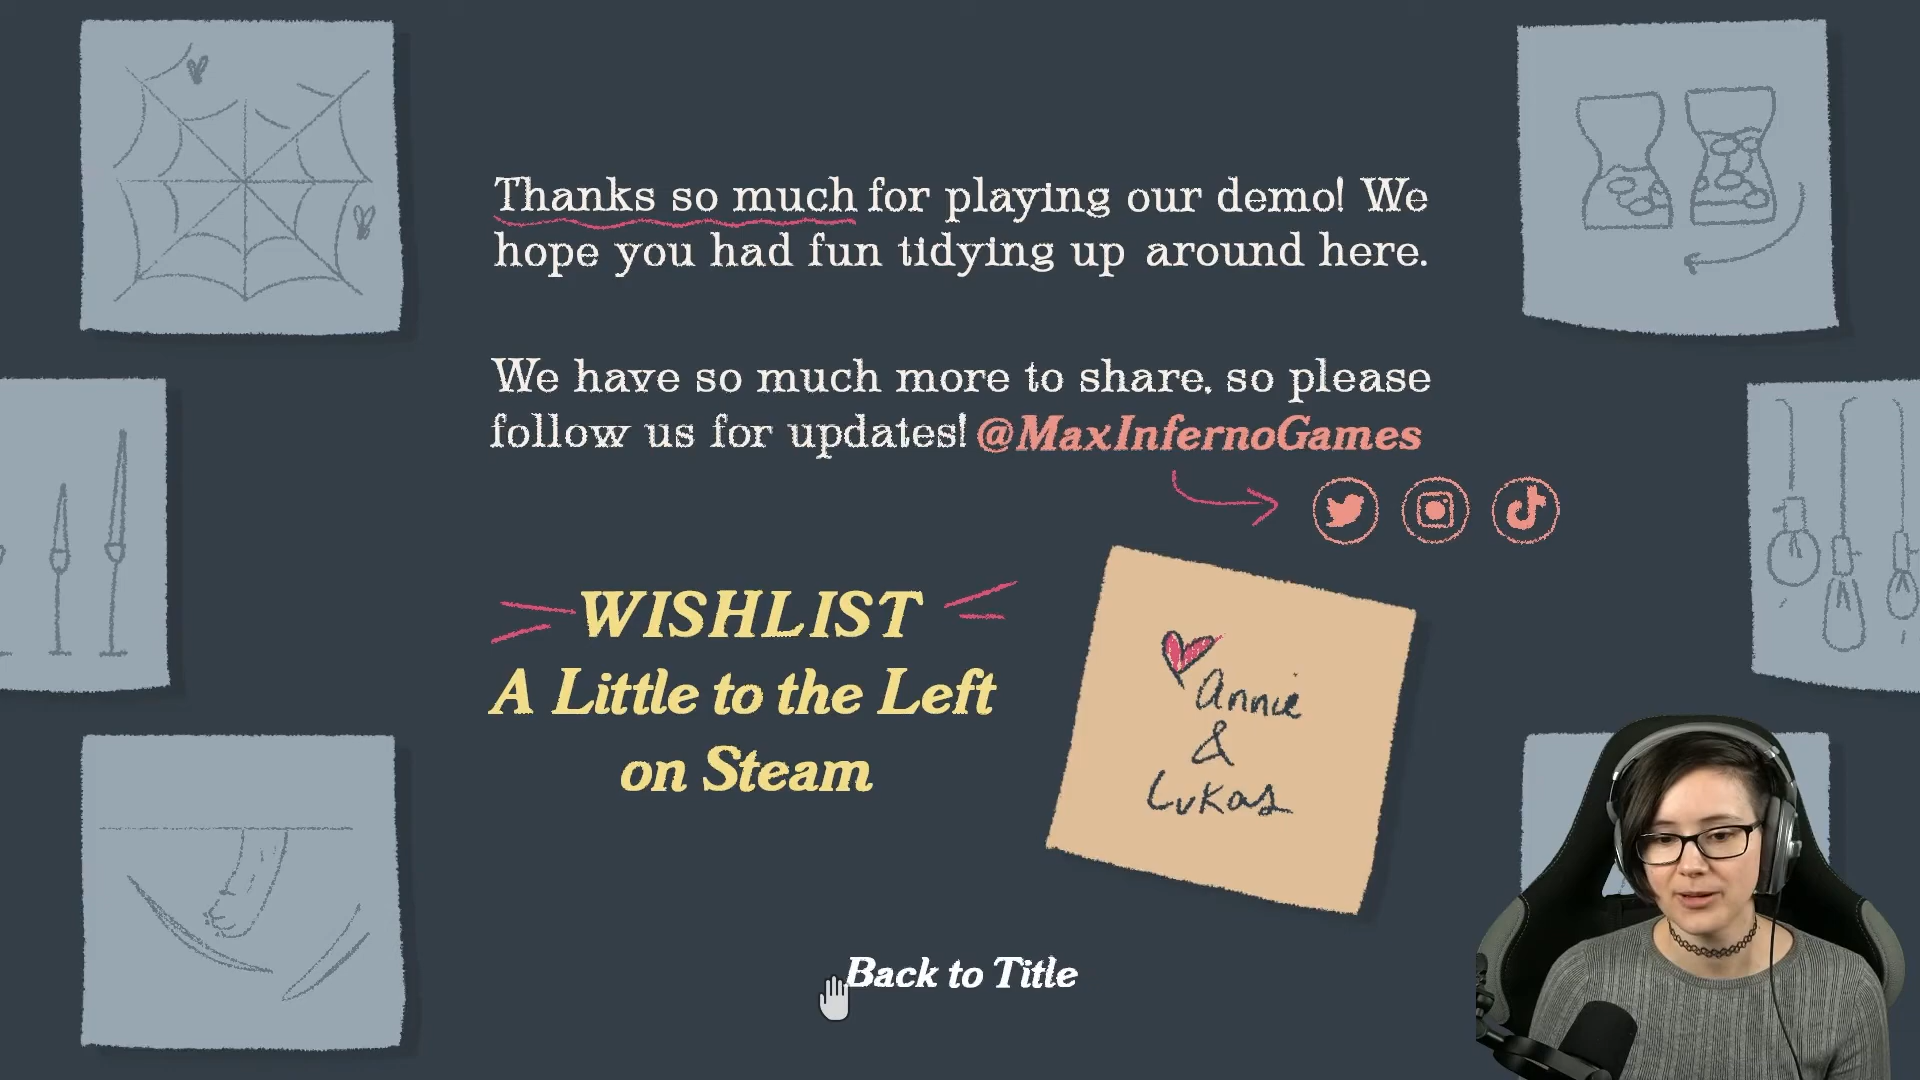 Thanks so much for playing our demo! We
hope you had fun tidying up around here.
We have so much more to share, so please
follow us for updates! @MaxInfernoGames
WISHLIST
A Little to the Left
on Steam
Annie
&
Lukas
Back to Title